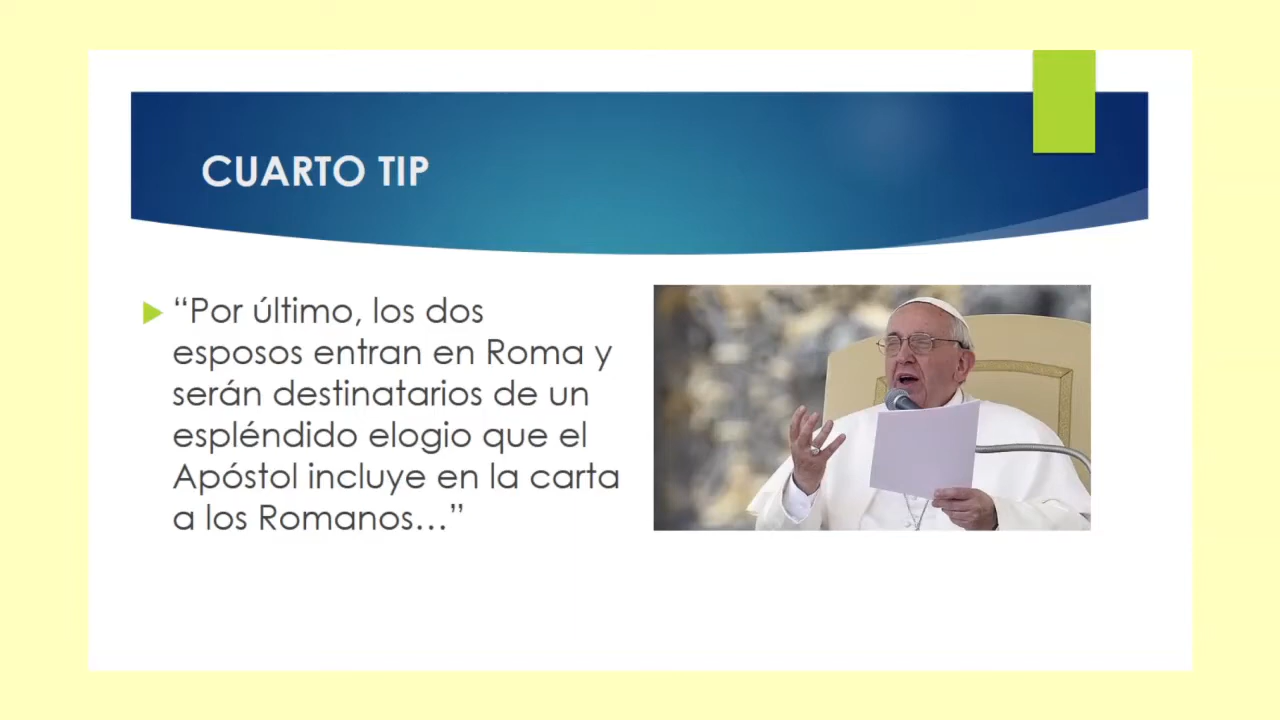 CUARTO TIP
“Por último, los dos
esposos entran en Roma y
serán destinatarios de un
espléndido elogio que el
Apóstol incluye en la carta
a los Romanos…”